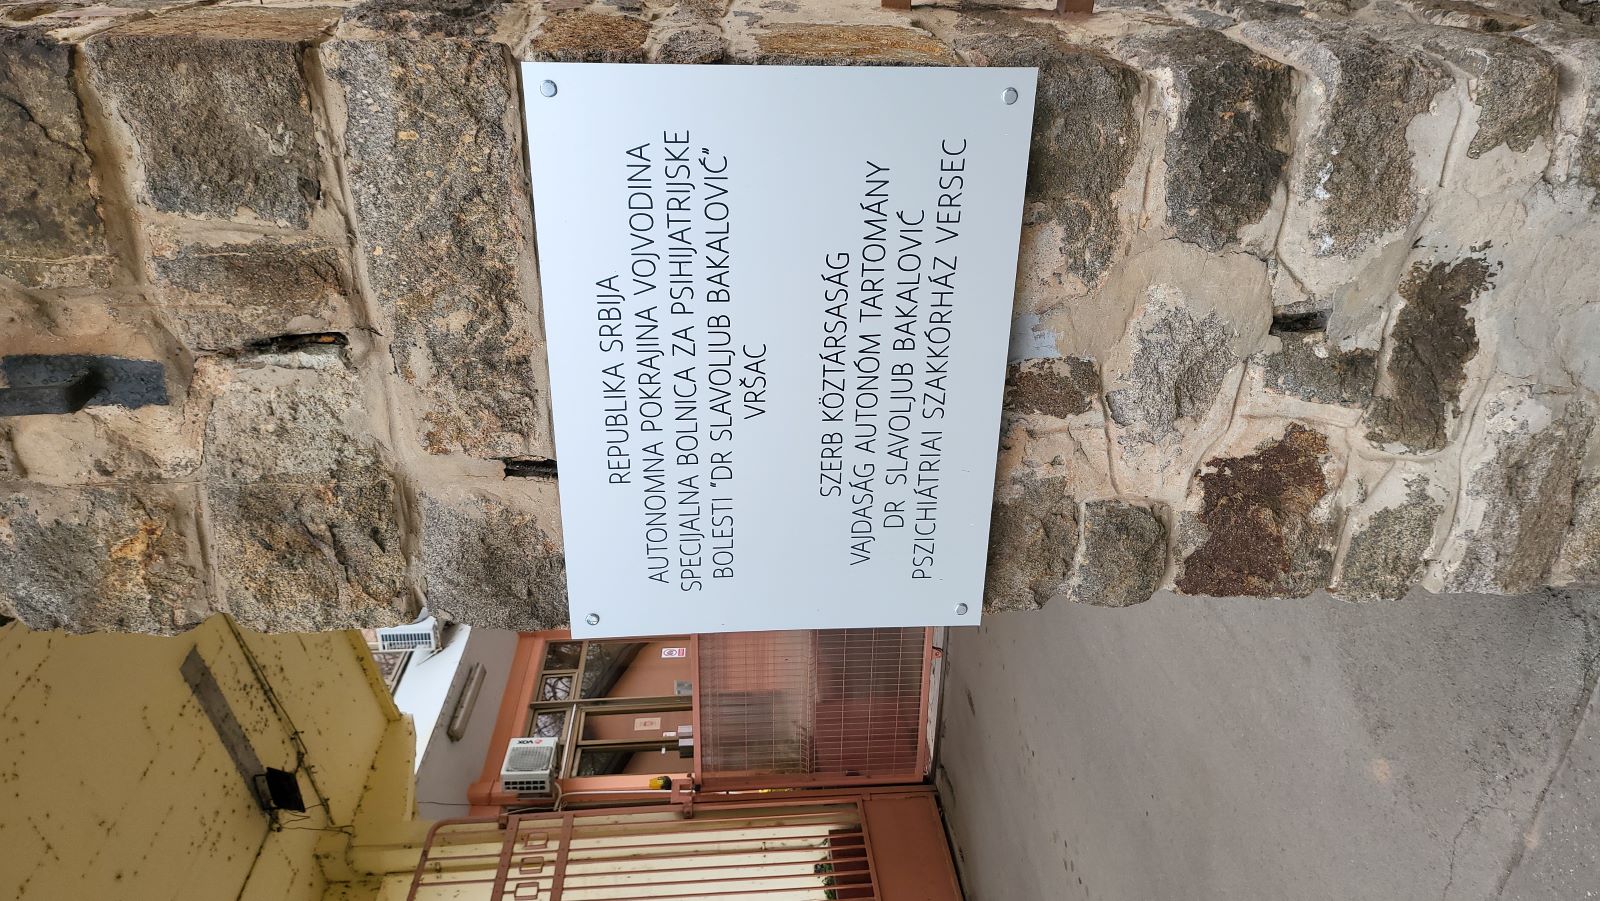 REPUBLIKA SRBIJA
AUTONOMNA POKRAJINA VOJVODINA
SPECIJALNA BOLNICA ZA PSIHIJATRIJSKE
BOLESTI "DR SLAVOLJUB BAKALOVIĆ"
VRŠAC
SZERB KÖZTÁRSASÁG
VAJDASÁG AUTONÓM TARTOMÁNY
DR SLAVOLJUB BAKALOVIĆ
PSZICHIÁTRIAI SZAKKÓRHÁZ VERSEC
VOX